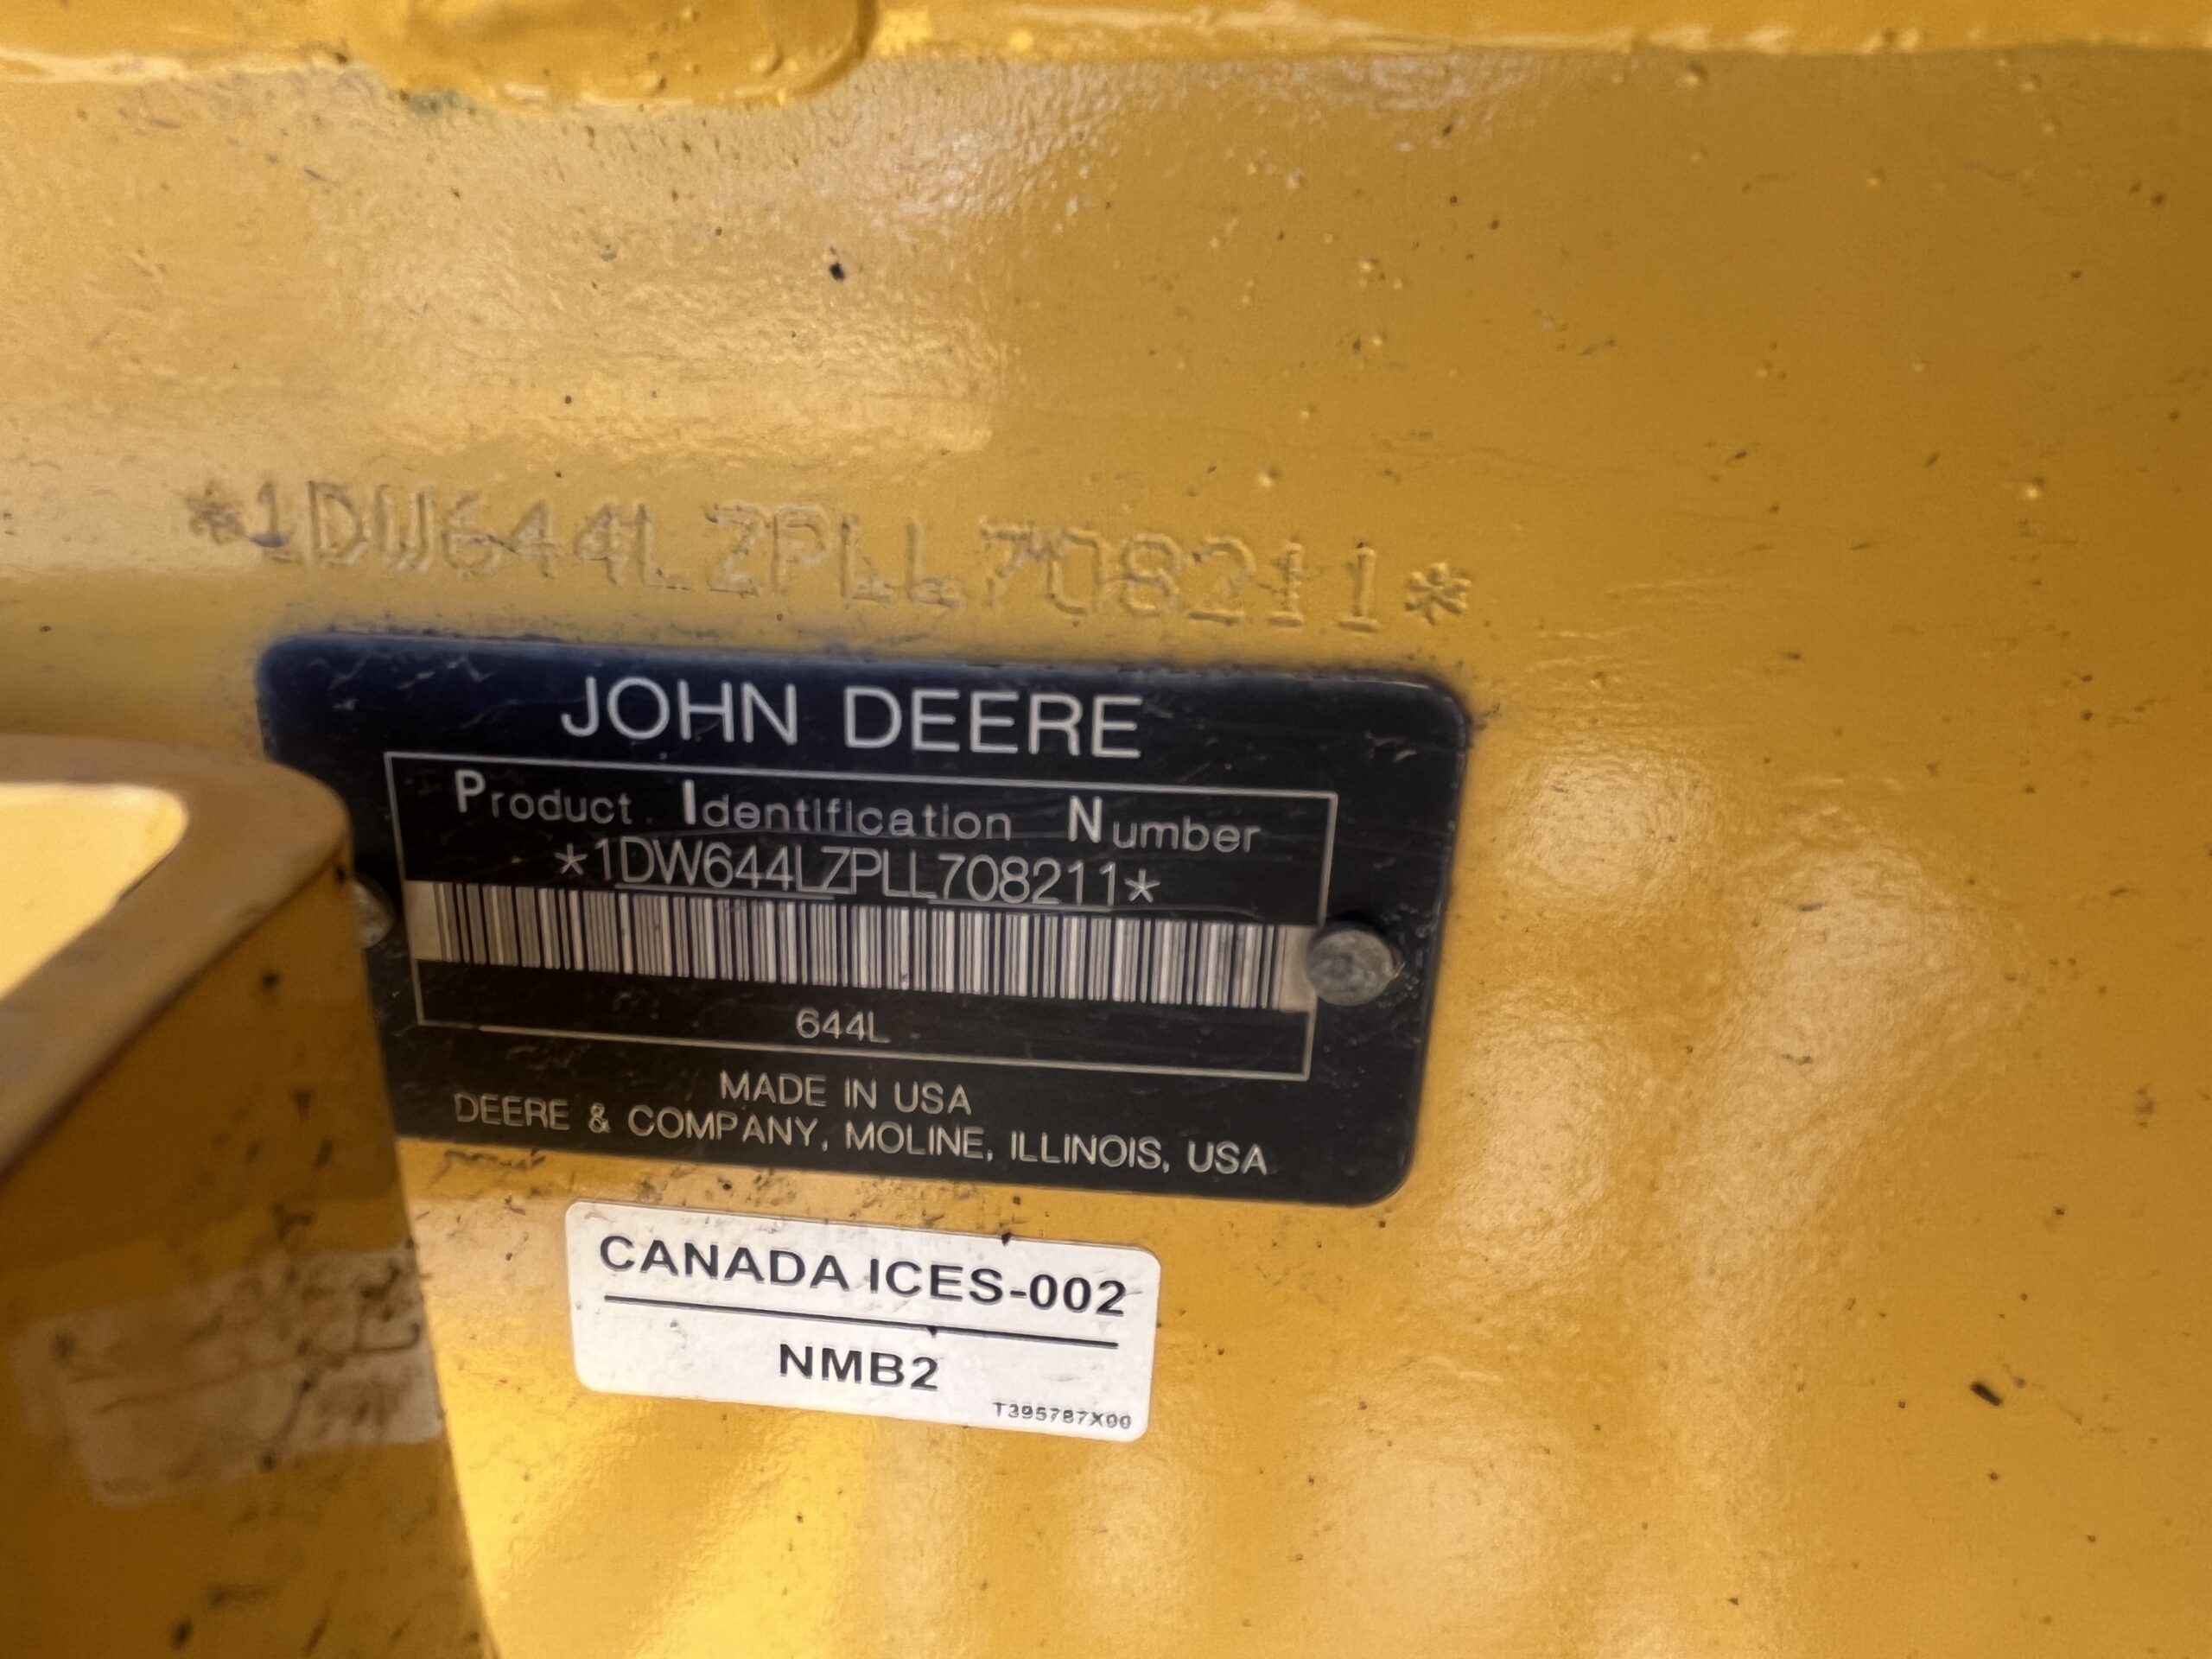 *1DW644LZPLL708211*
JOHN DEERE
Product Identification Number
*1DW644LZPLL708211*
644L
MADE IN USA
DEERE & COMPANY, MOLINE, ILLINOIS, USA
CANADA ICES-002
NMB2
T395787X00